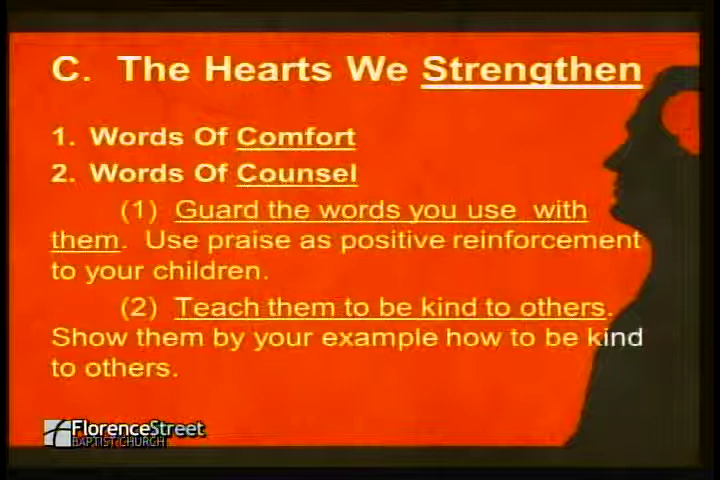 C. The Hearts We Strengthen
1. Words Of Comfort
2. Words Of Counsel
(1) Guard the words you use with
them. Use praise as positive reinforcement
to your children.
(2) Teach them to be kind to others.
Show them by your example how to be kind
to others.
FlorenceStreet
BAPTIST CHURCH